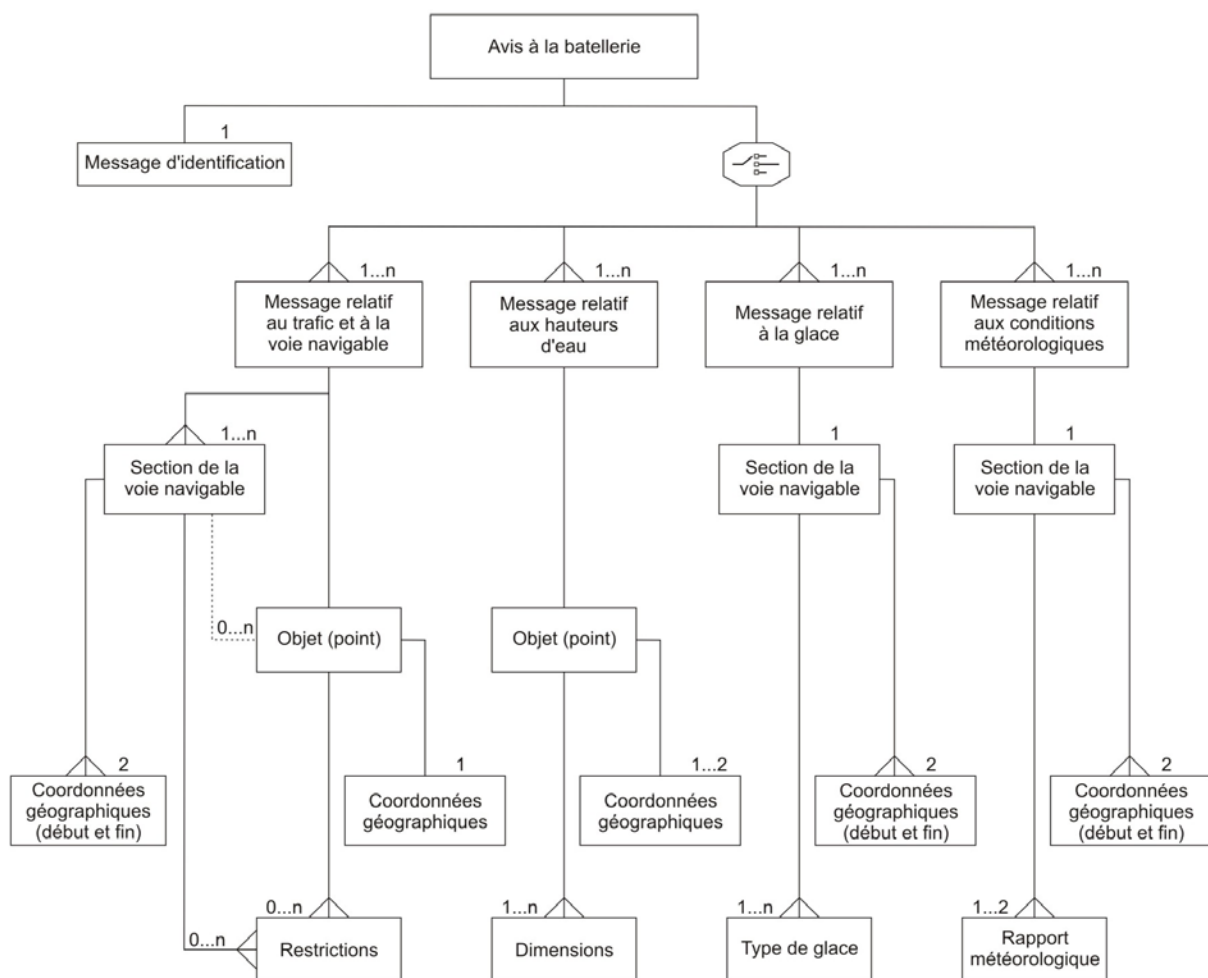 Avis à la batellerie
1
Message d'identification
1...n
1...n
1...n
1...n
Message relatif
au trafic et à la
voie navigable
Message relatif
aux hauteurs
d'eau
Message relatif
à la glace
Message relatif
aux conditions
météorologiques
1...n
1
1
Section de la
voie navigable
Section de la
voie navigable
Section de la
voie navigable
0...n
Objet (point)
Objet (point)
2
1
1...2
2
2
Coordonnées
géographiques
(début et fin)
Coordonnées
géographiques
Coordonnées
géographiques
Coordonnées
géographiques
(début et fin)
Coordonnées
géographiques
(début et fin)
0...n
0...n
1...n
1...n
1...2
Restrictions
Dimensions
Type de glace
Rapport
météorologique